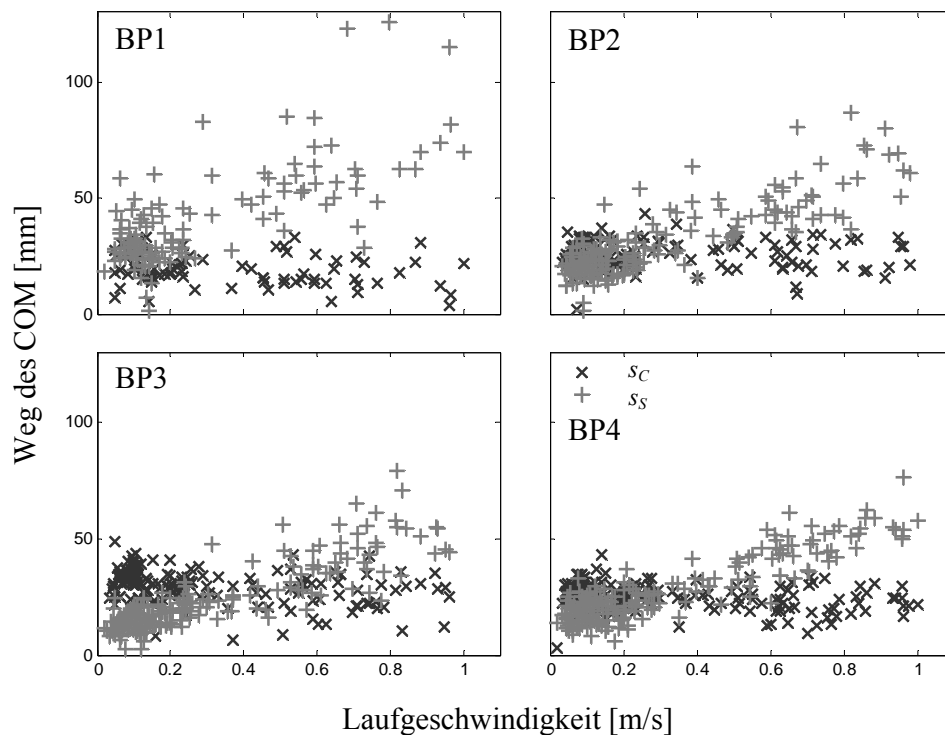 BP1
BP2
100
50
0
Weg des COM [mm]
BP3
BP4
s_C
s_S
100
50
0
0 0.2 0.4 0.6 0.8 1
0 0.2 0.4 0.6 0.8 1
Laufgeschwindigkeit [m/s]